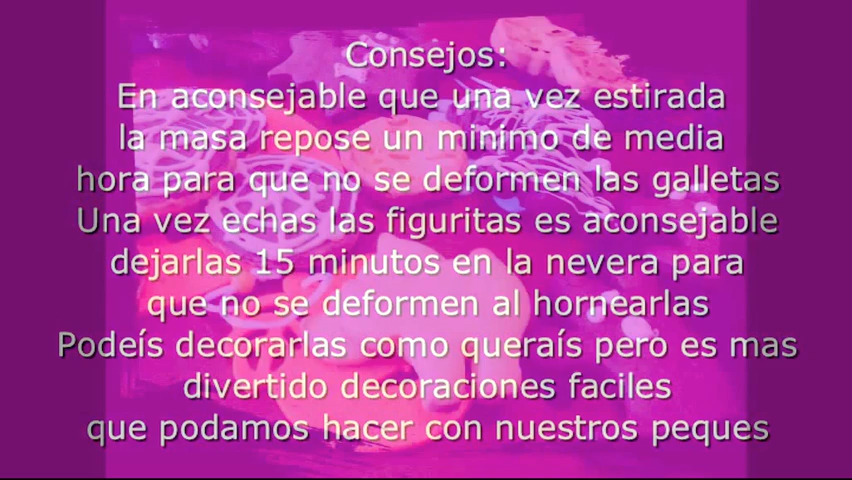 Consejos:
En aconsejable que una vez estirada
la masa repose un minimo de media
hora para que no se deformen las galletas
Una vez echas las figuritas es aconsejable
dejarlas 15 minutos en la nevera para
que no se deformen al hornearlas
Podeís decorarlas como queraís pero es mas
divertido decoraciones faciles
que podamos hacer con nuestros peques